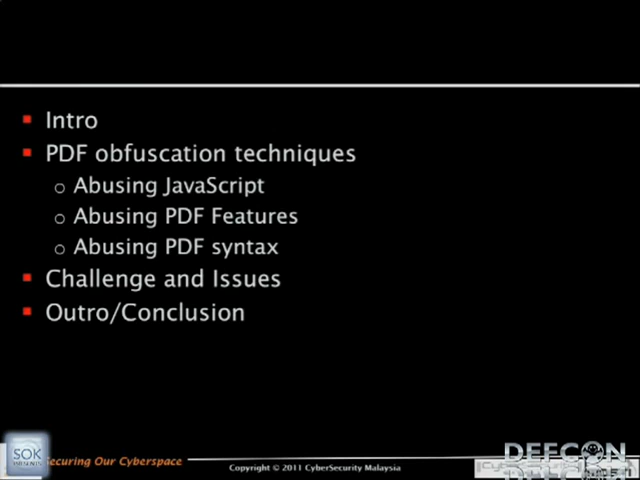 Intro
PDF obfuscation techniques
Abusing JavaScript
Abusing PDF Features
Abusing PDF syntax
Challenge and Issues
Outro/Conclusion
SOK
Securing Our Cyberspace
Copyright © 2011 CyberSecurity Malaysia
DEFCON